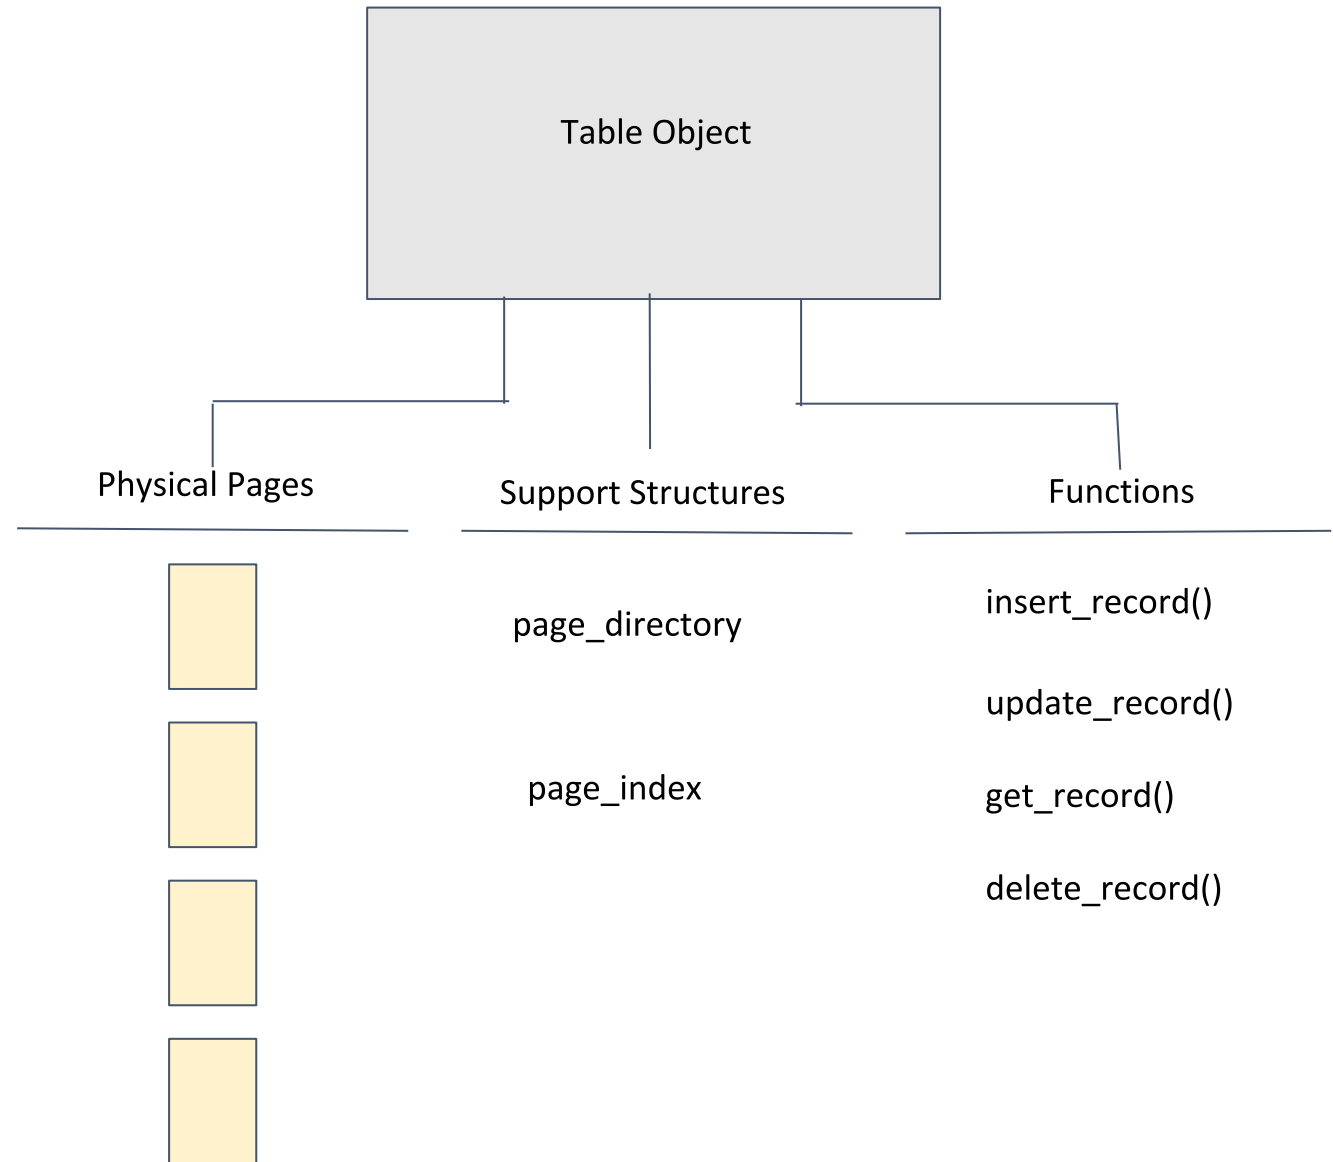 Table Object
Physical Pages
Support Structures
Functions
page_directory
page_index
insert_record()
update_record()
get_record()
delete_record()